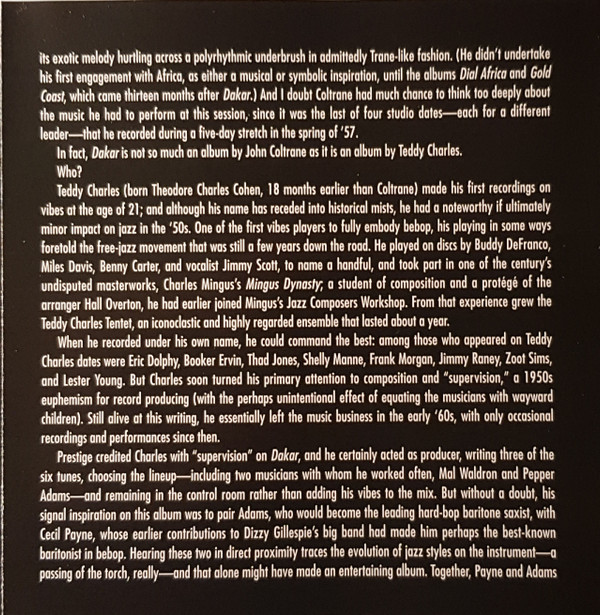 its exotic melody hurtling across a polyrhythmic underbrush in admittedly Trane-like fashion. (He didn't undertake
his first engagement with Africa, as either a musical or symbolic inspiration, until the albums Dial Africa and Gold
Coast, which came thirteen months after Dakar.) And I doubt Coltrane had much chance to think too deeply about
the music he had to perform at this session, since it was the last of four studio dates—each for a different
leader—that he recorded during a five-day stretch in the spring of '57.
In fact, Dakar is not so much an album by John Coltrane as it is an album by Teddy Charles.
Who?
Teddy Charles (born Theodore Charles Cohen, 18 months earlier than Coltrane) made his first recordings on
vibes at the age of 21; and although his name has receded into historical mists, he had a noteworthy if ultimately
minor impact on jazz in the '50s. One of the first vibes players to fully embody bebop, his playing in some ways
foretold the free-jazz movement that was still a few years down the road. He played on discs by Buddy DeFranco,
Miles Davis, Benny Carter, and vocalist Jimmy Scott, to name a handful, and took part in one of the century's
undisputed masterworks, Charles Mingus's Mingus Dynasty; a student of composition and a protégé of the
arranger Hall Overton, he had earlier joined Mingus's Jazz Composers Workshop. From that experience grew the
Teddy Charles Tentet, an iconoclastic and highly regarded ensemble that lasted about a year.
When he recorded under his own name, he could command the best: among those who appeared on Teddy
Charles dates were Eric Dolphy, Booker Ervin, Thad Jones, Shelly Manne, Frank Morgan, Jimmy Raney, Zoot Sims,
and Lester Young. But Charles soon turned his primary attention to composition and "supervision," a 1950s
euphemism for record producing (with the perhaps unintentional effect of equating the musicians with wayward
children). Still alive at this writing, he essentially left the music business in the early '60s, with only occasional
recordings and performances since then.
Prestige credited Charles with "supervision" on Dakar, and he certainly acted as producer, writing three of the
six tunes, choosing the lineup—including two musicians with whom he worked often, Mal Waldron and Pepper
Adams—and remaining in the control room rather than adding his vibes to the mix. But without a doubt, his
signal inspiration on this album was to pair Adams, who would become the leading hard-bop baritone saxist, with
Cecil Payne, whose earlier contributions to Dizzy Gillespie's big band had made him perhaps the best-known
baritonist in bebop. Hearing these two in direct proximity traces the evolution of jazz styles on the instrument—a
passing of the torch, really—and that alone might have made an entertaining album. Together, Payne and Adams